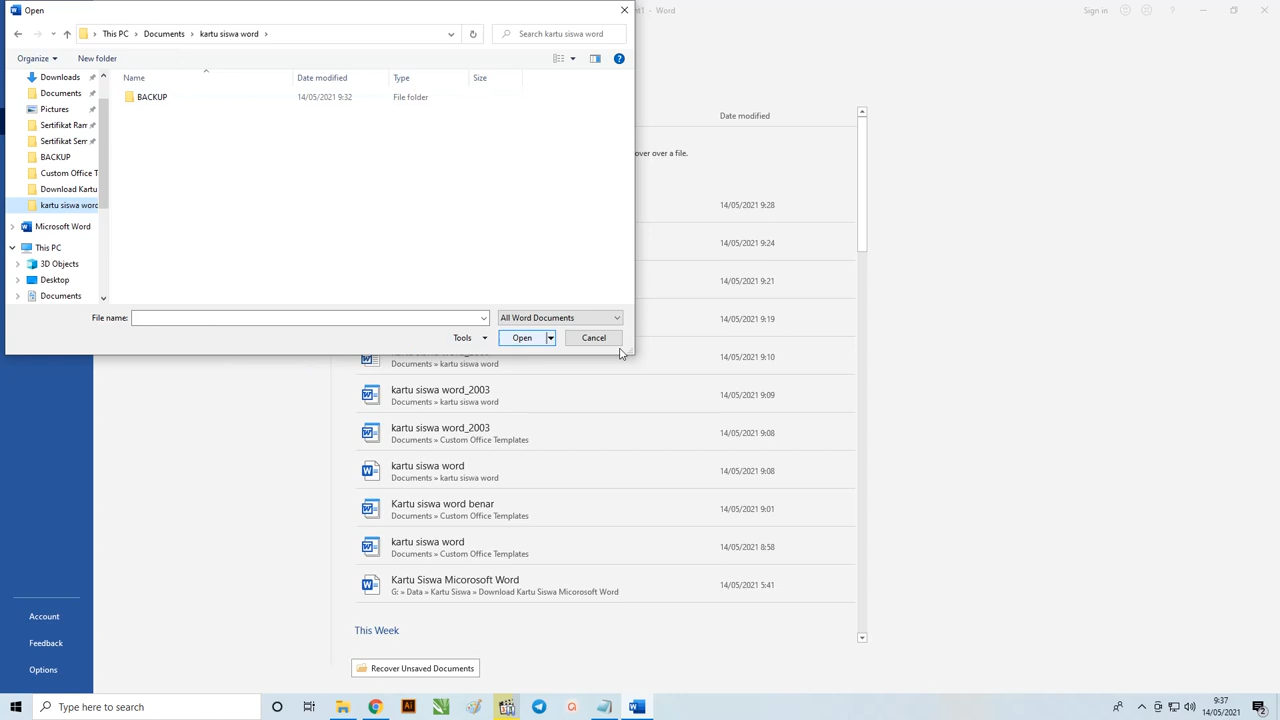 Open
1 - Word
Sign in
This PC
Documents
kartu siswa word
Search kartu siswa word
Organize
New folder
Name
Date modified
Type
Size
Downloads
Documents
Pictures
Sertifikat Ram
Sertifikat Sem
BACKUP
Custom Office T
Download Kartu
kartu siswa word
Microsoft Word
This PC
3D Objects
Desktop
Documents
BACKUP
14/05/2021 9:32
File folder
File name:
All Word Documents
Tools
Open
Cancel
Date modified
over over a file.
14/05/2021 9:28
14/05/2021 9:24
14/05/2021 9:21
14/05/2021 9:19
Documents » kartu siswa word
14/05/2021 9:10
kartu siswa word_2003
Documents » kartu siswa word
14/05/2021 9:09
kartu siswa word_2003
Documents » Custom Office Templates
14/05/2021 9:08
kartu siswa word
Documents » kartu siswa word
14/05/2021 9:08
Kartu siswa word benar
Documents » Custom Office Templates
14/05/2021 9:01
kartu siswa word
Documents » Custom Office Templates
14/05/2021 8:58
Kartu Siswa Micorosoft Word
G: » Data » Kartu Siswa » Download Kartu Siswa Micorosoft Word
14/05/2021 5:41
This Week
Recover Unsaved Documents
Account
Feedback
Options
Type here to search
9:37
14/05/2021
2